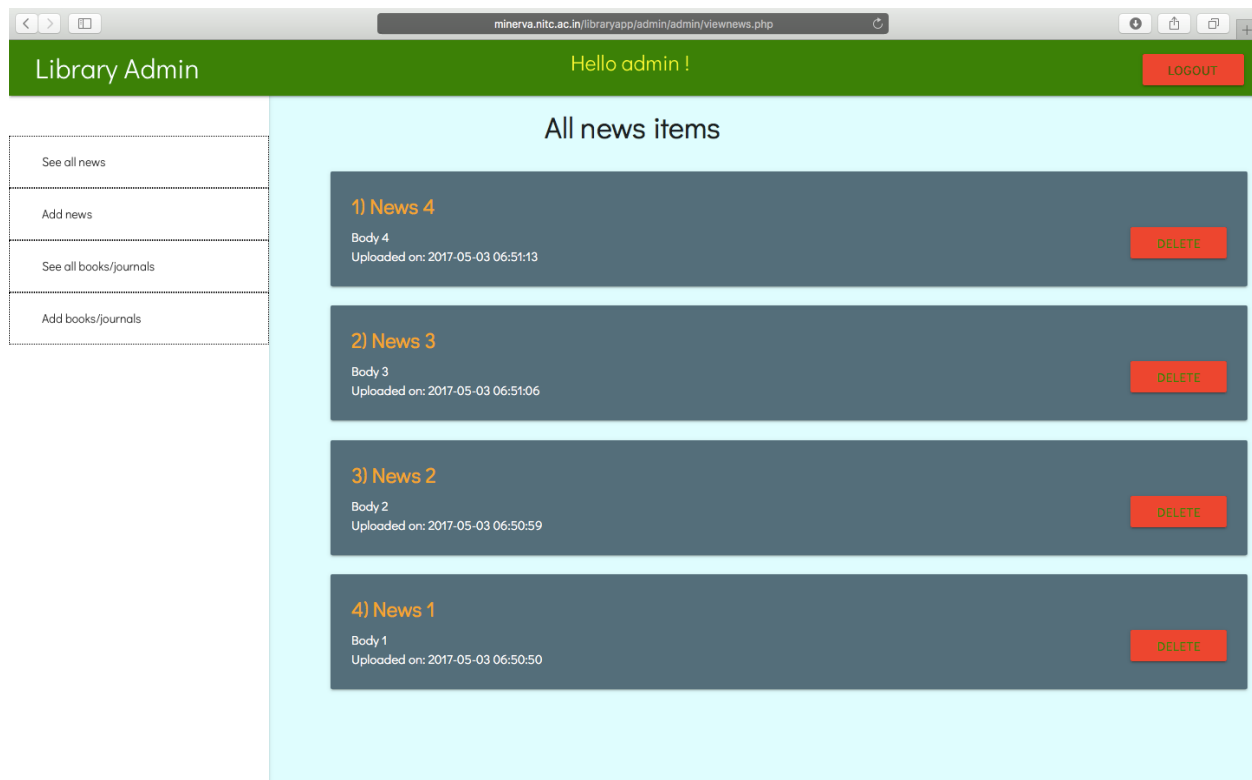 minerva.nitc.ac.in/libraryapp/admin/admin/viewnews.php
Library Admin
Hello admin !
LOGOUT
See all news
Add news
See all books/journals
Add books/journals
All news items
1) News 4
Body 4
Uploaded on: 2017-05-03 06:51:13
DELETE
2) News 3
Body 3
Uploaded on: 2017-05-03 06:51:06
DELETE
3) News 2
Body 2
Uploaded on: 2017-05-03 06:50:59
DELETE
4) News 1
Body 1
Uploaded on: 2017-05-03 06:50:50
DELETE